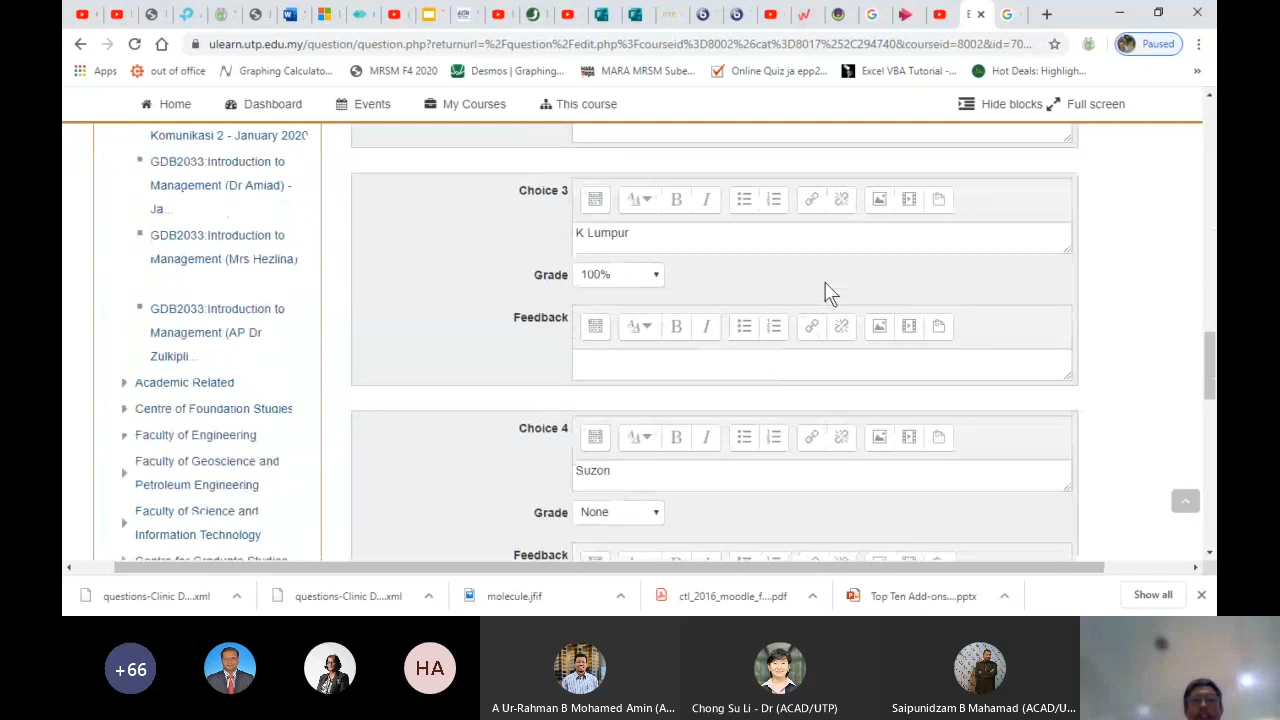 E
Paused
ulearn.utp.edu.my/question/question.php?returnurl=%2Fquestion%2Fedit.php%3Fcourseid%3D8002%26cat%3D8017%252C294740&courseid=8002&id=70...
Apps
out of office
Graphing Calculato...
MRSM F4 2020
Desmos | Graphing...
MARA MRSM Sube...
Online Quiz ja epp2...
Excel VBA Tutorial -...
Hot Deals: Highligh...
»
Home
Dashboard
Events
My Courses
This course
Hide blocks
Full screen
Komunikasi 2 - January 2020
GDB2033:Introduction to
Management (Dr Amiad) -
Ja...
GDB2033:Introduction to
Management (Mrs Hezlina)
GDB2033:Introduction to
Management (AP Dr
Zulkipli...
Academic Related
Centre of Foundation Studies
Faculty of Engineering
Faculty of Geoscience and
Petroleum Engineering
Faculty of Science and
Information Technology
Centre for Graduate Studies
Choice 3
B I
K Lumpur
Grade
100%
Feedback
B I
Choice 4
B I
Suzon
Grade
None
Feedback
questions-Clinic D....xml
questions-Clinic D....xml
molecule.jfif
ctl_2016_moodle_f....pdf
Top Ten Add-ons....pptx
Show all
+66
HA
A Ur-Rahman B Mohamed Amin (A...
Chong Su Li - Dr (ACAD/UTP)
Saipunidzam B Mahamad (ACAD/U...